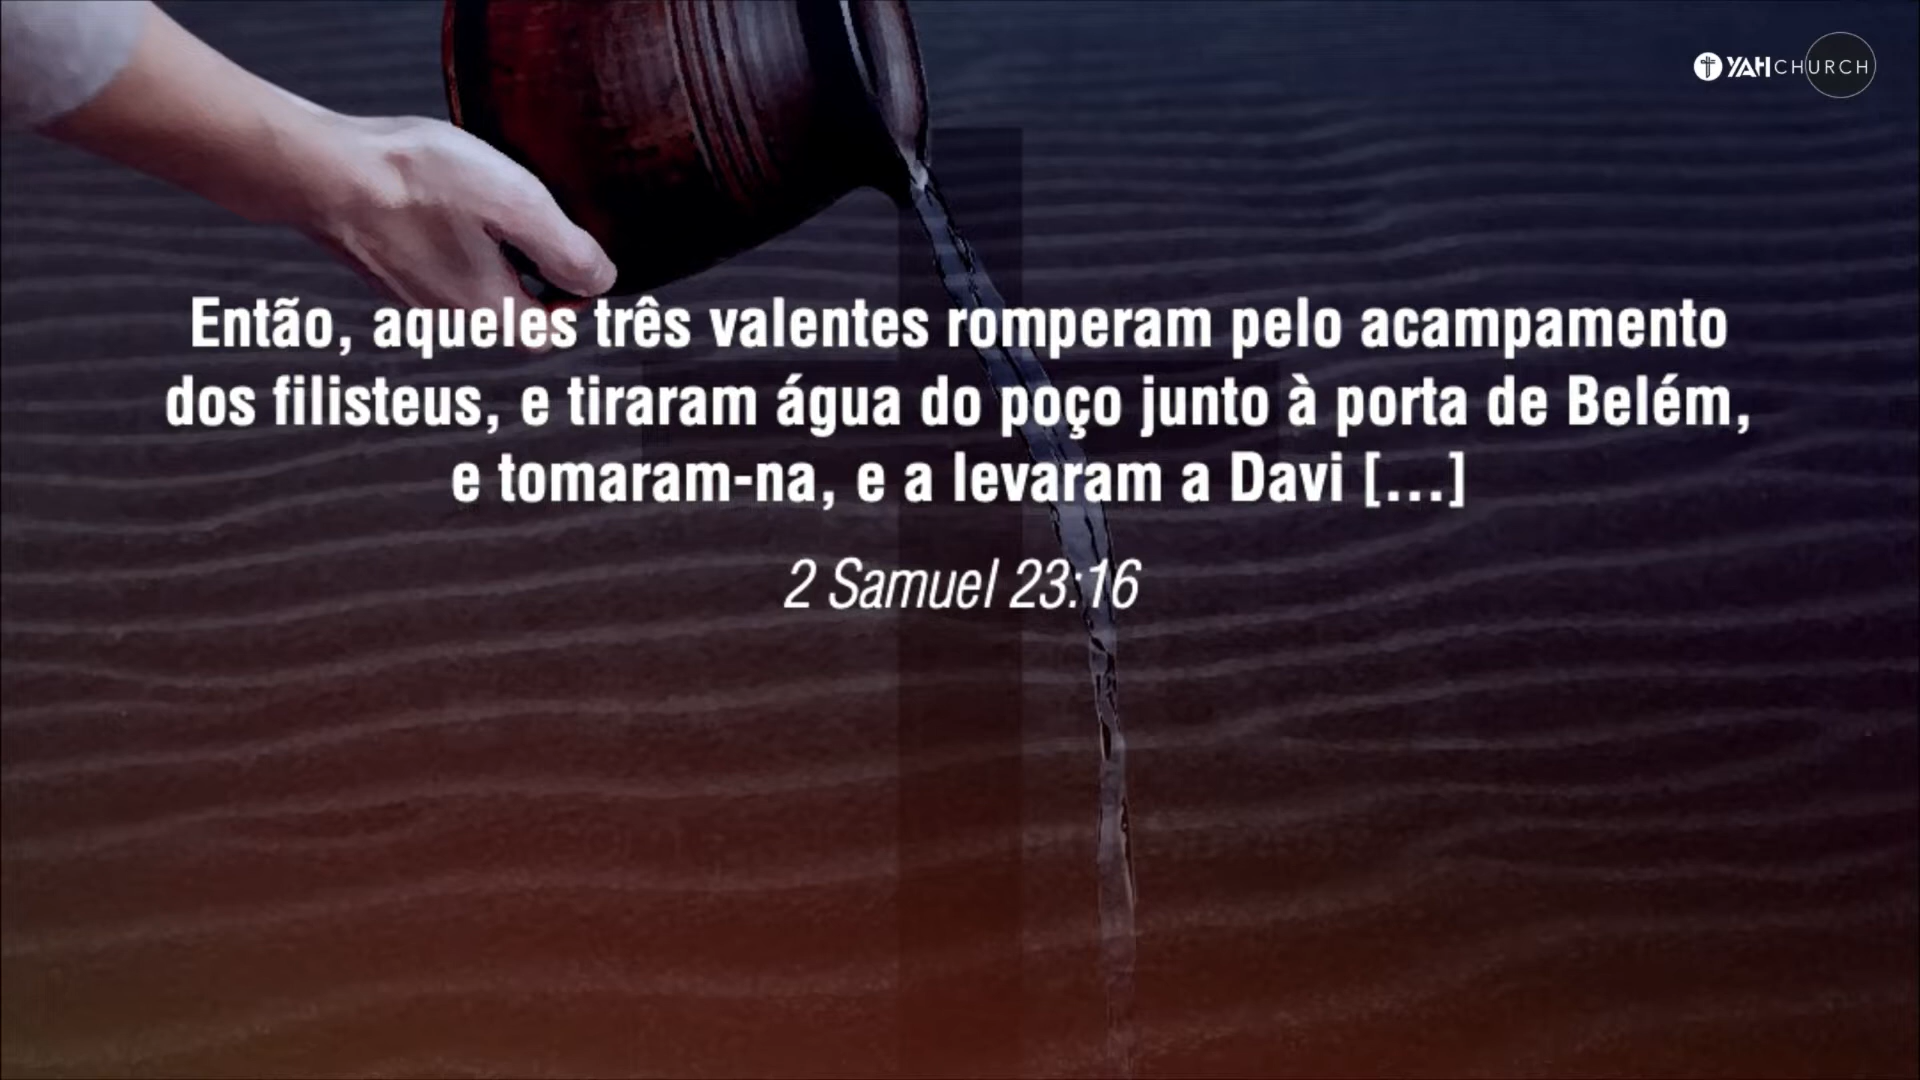 YAH CHURCH
Então, aqueles três valentes romperam pelo acampamento
dos filisteus, e tiraram água do poço junto à porta de Belém,
e tomaram-na, e a levaram a Davi [...]
2 Samuel 23:16